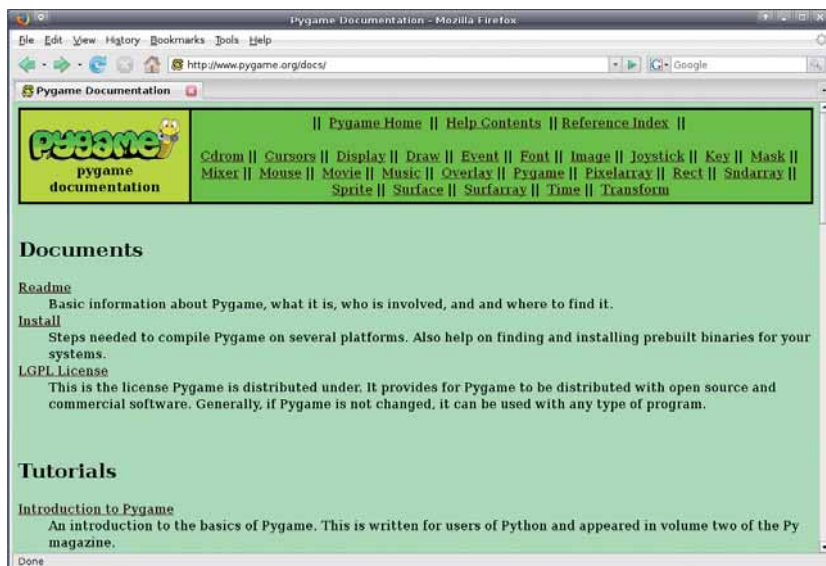 Pygame Documentation - Mozilla Firefox
File Edit View History Bookmarks Tools Help
http://www.pygame.org/docs/
Google
Pygame Documentation
pygame
pygame
documentation
|| Pygame Home || Help Contents || Reference Index ||
Cdrom || Cursors || Display || Draw || Event || Font || Image || Joystick || Key || Mask ||
Mixer || Mouse || Movie || Music || Overlay || Pygame || Pixelarray || Rect || Sndarray ||
Sprite || Surface || Surfarray || Time || Transform
Documents
Readme
Basic information about Pygame, what it is, who is involved, and and where to find it.
Install
Steps needed to compile Pygame on several platforms. Also help on finding and installing prebuilt binaries for your
systems.
LGPL License
This is the license Pygame is distributed under. It provides for Pygame to be distributed with open source and
commercial software. Generally, if Pygame is not changed, it can be used with any type of program.
Tutorials
Introduction to Pygame
An introduction to the basics of Pygame. This is written for users of Python and appeared in volume two of the Py
magazine.
Done